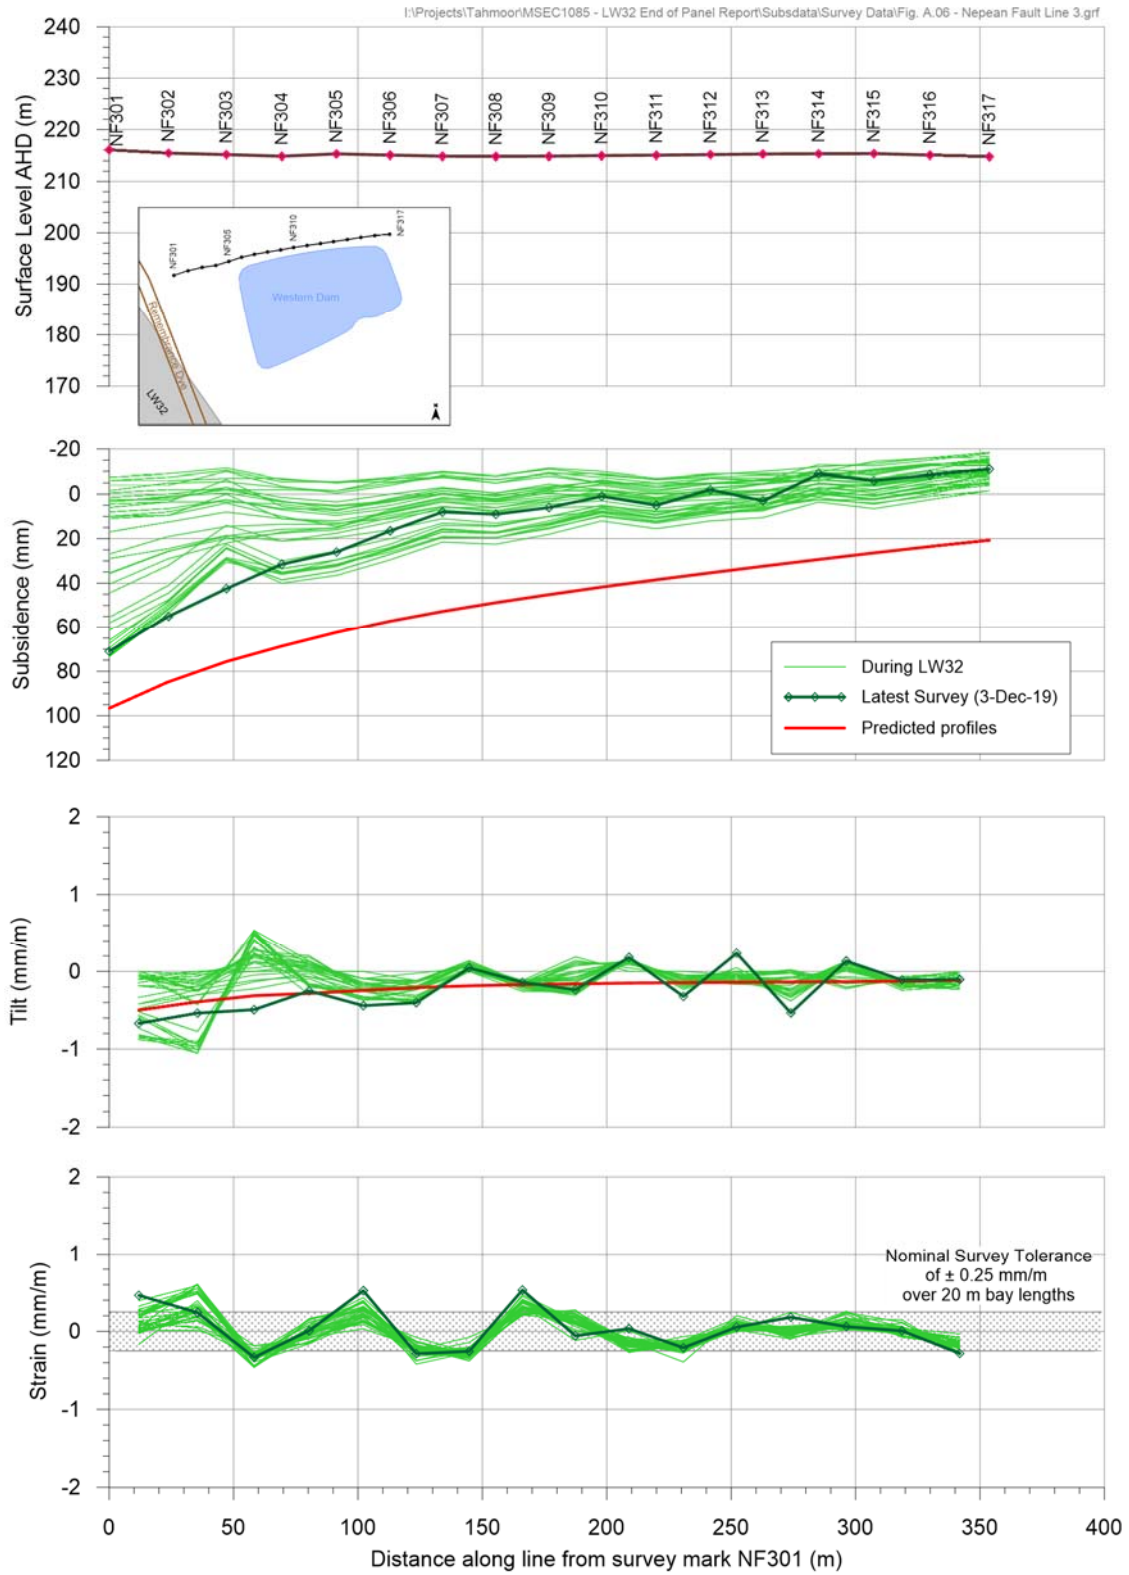 I:\Projects\Tahmoor\MSEC1085 - LW32 End of Panel Report\Subsdata\Survey Data\Fig. A.06 - Nepean Fault Line 3.grf
240
230
220
210
200
190
180
170
Surface Level AHD (m)
NF301
NF302
NF303
NF304
NF305
NF306
NF307
NF308
NF309
NF310
NF311
NF312
NF313
NF314
NF315
NF316
NF317
NF301
NF305
NF310
NF317
Western Dam
Remembrance Dve
LW32
-20
0
20
40
60
80
100
120
Subsidence (mm)
During LW32
Latest Survey (3-Dec-19)
Predicted profiles
2
1
0
-1
-2
Tilt (mm/m)
2
1
0
-1
-2
Strain (mm/m)
Nominal Survey Tolerance
of ± 0.25 mm/m
over 20 m bay lengths
0 50 100 150 200 250 300 350 400
Distance along line from survey mark NF301 (m)